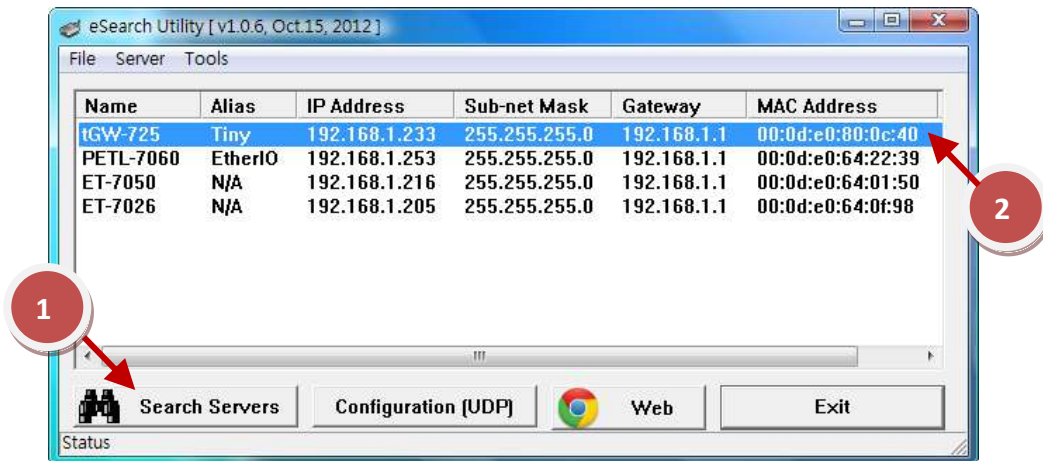 eSearch Utility [ v1.0.6, Oct.15, 2012 ]
File Server Tools
Name Alias IP Address Sub-net Mask Gateway MAC Address
tGW-725 Tiny 192.168.1.233 255.255.255.0 192.168.1.1 00:0d:e0:80:0c:40
PETL-7060 EtherIO 192.168.1.253 255.255.255.0 192.168.1.1 00:0d:e0:64:22:39
ET-7050 N/A 192.168.1.216 255.255.255.0 192.168.1.1 00:0d:e0:64:01:50
ET-7026 N/A 192.168.1.205 255.255.255.0 192.168.1.1 00:0d:e0:64:0f:98
2
1
Search Servers Configuration (UDP) Web Exit
Status